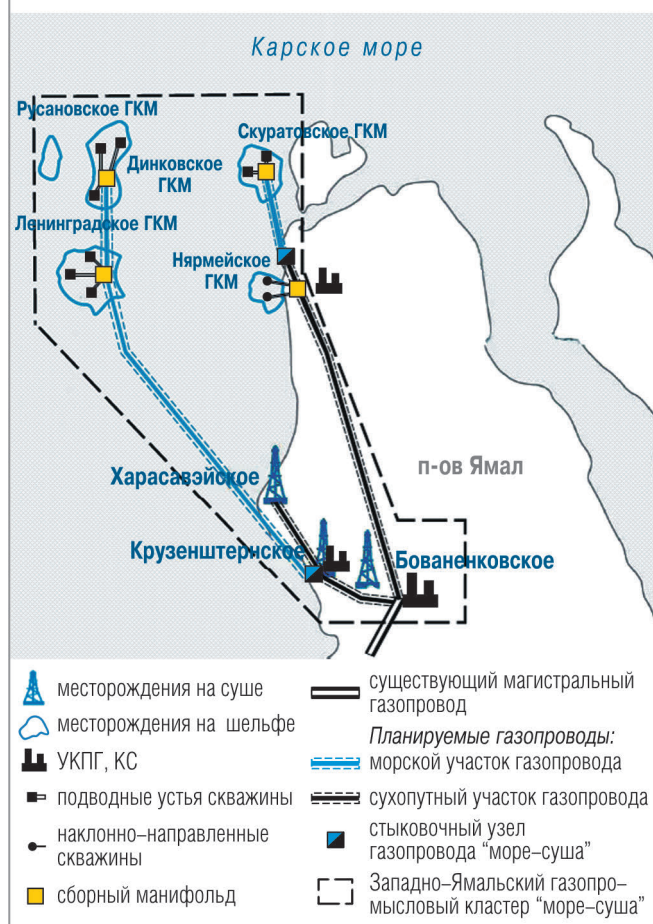 Карское море
Русановское ГКМ
Скуратовское ГКМ
Динковское
ГКМ
Ленинградское ГКМ
Нярмейское
ГКМ
п-ов Ямал
Харасавэйское
Крузенштернское
Бованенковское
месторождения на суше
месторождения на шельфе
УКПГ, КС
подводные устья скважины
наклонно–направленные
скважины
сборный манифольд
существующий магистральный
газопровод
Планируемые газопроводы:
морской участок газопровода
сухопутный участок газопровода
стыковочный узел
газопровода “море–суша”
Западно–Ямальский газопро–
мысловый кластер “море–суша”